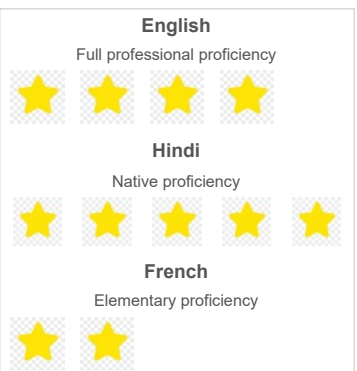 English
Full professional proficiency
Hindi
Native proficiency
French
Elementary proficiency